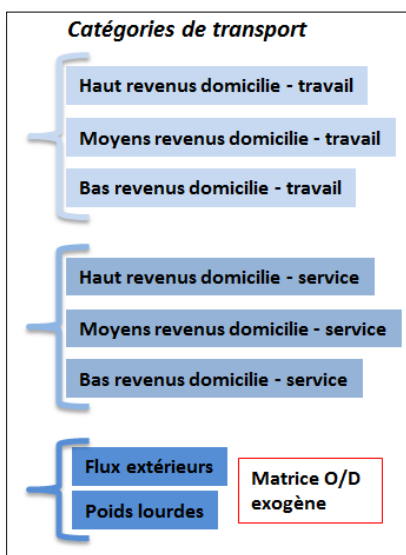 Catégories de transport
Haut revenus domicilie - travail
Moyens revenus domicilie - travail
Bas revenus domicilie - travail
Haut revenus domicilie - service
Moyens revenus domicilie - service
Bas revenus domicilie - service
Flux extérieurs
Poids lourdes
Matrice O/D
exogène